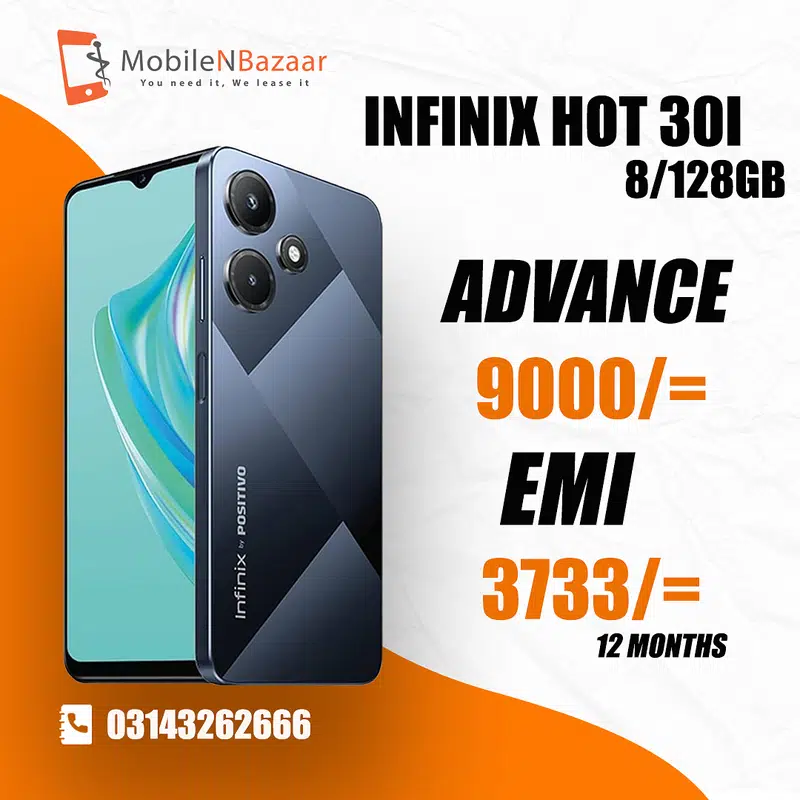 MobileNBazaar
You need it, We lease it
INFINIX HOT 30I
8/128GB
ADVANCE
9000/=
EMI
3733/=
12 MONTHS
Infinix by POSITIVO
03143262666